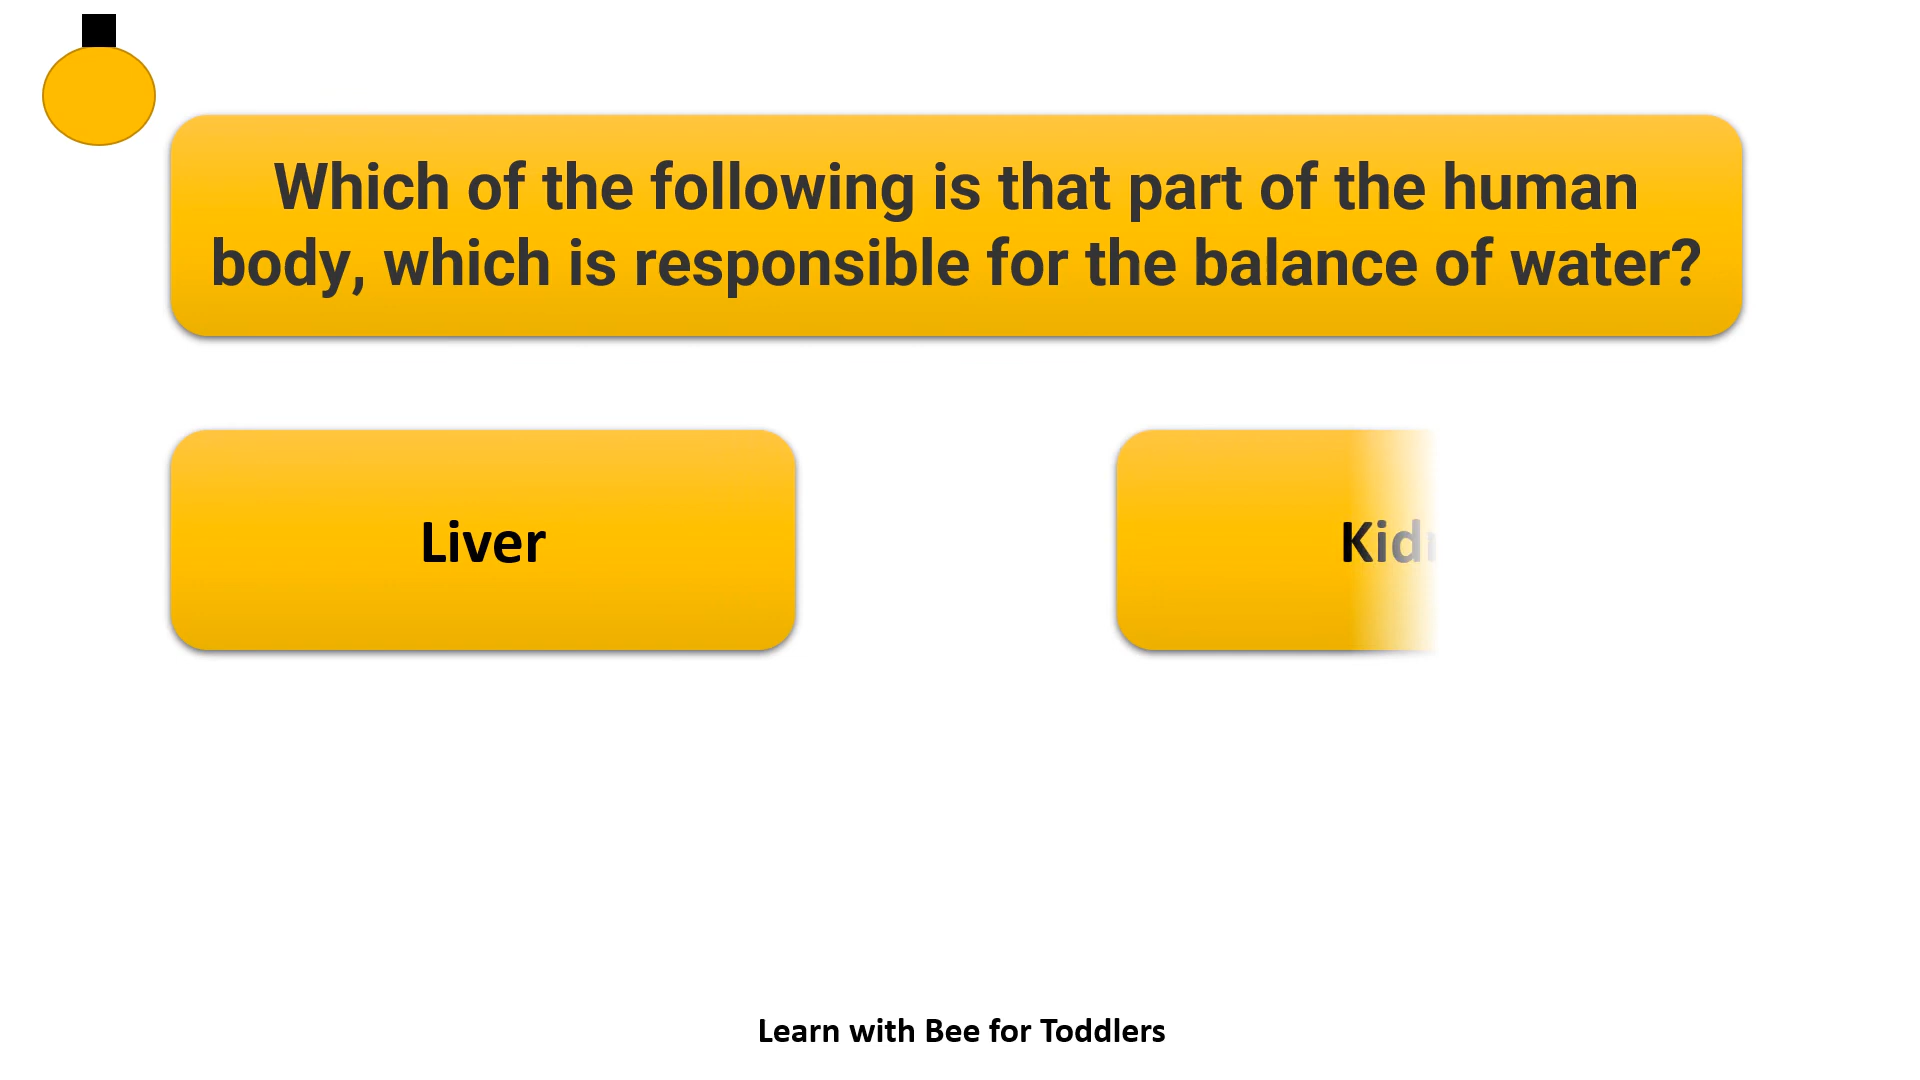 Which of the following is that part of the human
body, which is responsible for the balance of water?
Liver
Learn with Bee for Toddlers